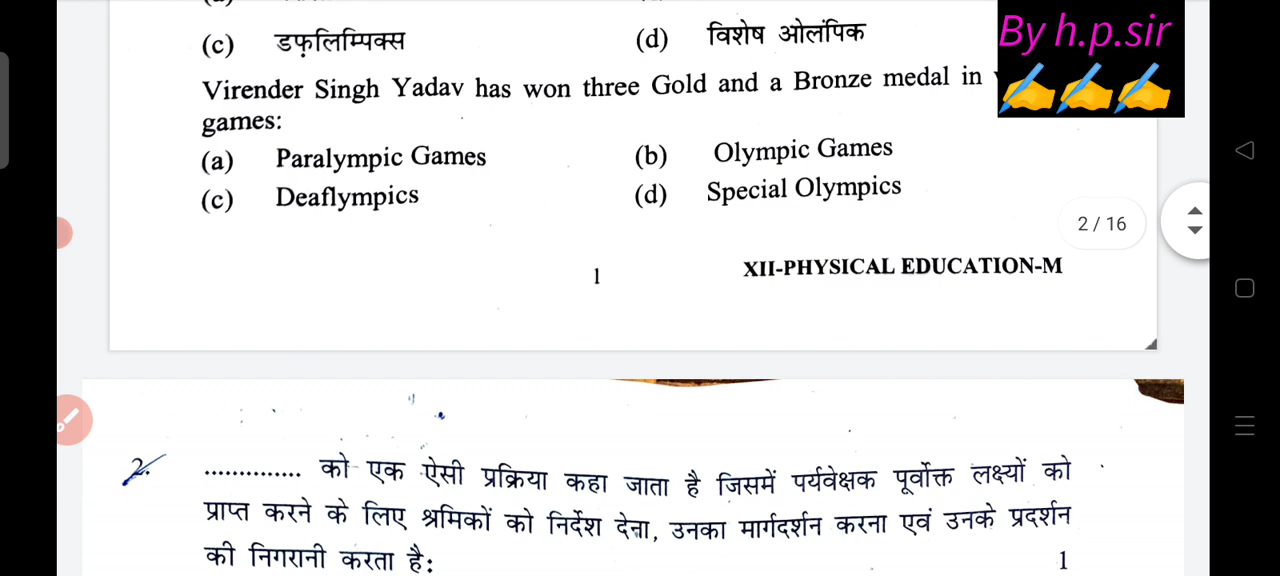 (c) डफ़लिम्पिक्स (d) विशेष ओलंपिक
By h.p.sir
Virender Singh Yadav has won three Gold and a Bronze medal in
games:
(a) Paralympic Games (b) Olympic Games
(c) Deaflympics (d) Special Olympics
2 / 16
1 XII-PHYSICAL EDUCATION-M
2. .............. को एक ऐसी प्रक्रिया कहा जाता है जिसमें पर्यवेक्षक पूर्वोक्त लक्ष्यों को
प्राप्त करने के लिए श्रमिकों को निर्देश देना, उनका मार्गदर्शन करना एवं उनके प्रदर्शन
की निगरानी करता है: 1